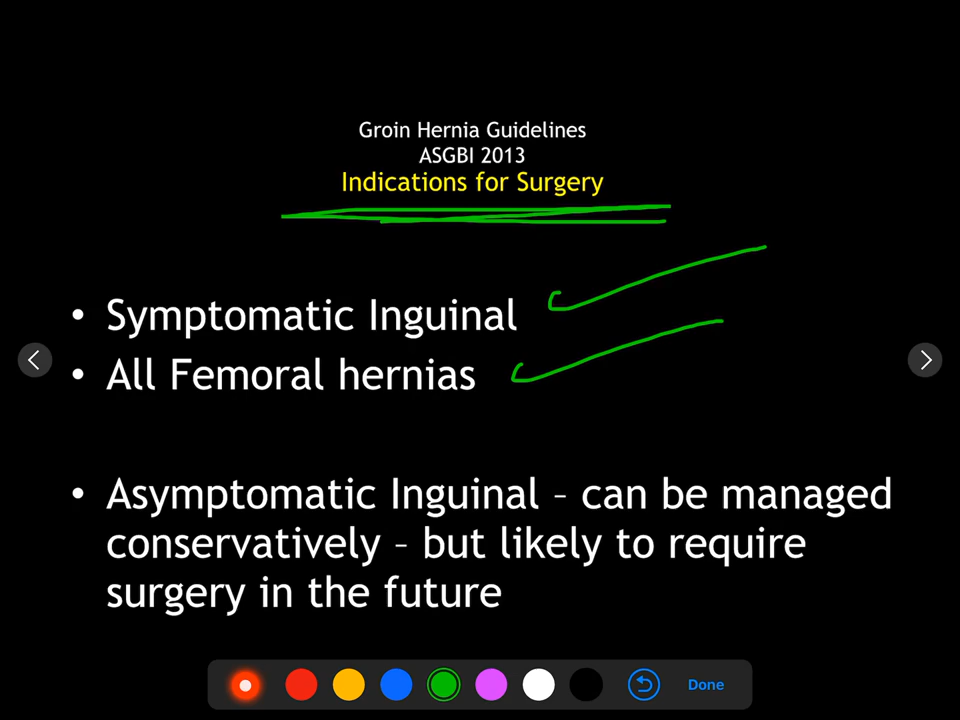 Groin Hernia Guidelines
ASGBI 2013
Indications for Surgery
• Symptomatic Inguinal
• All Femoral hernias
• Asymptomatic Inguinal – can be managed
conservatively – but likely to require
surgery in the future
Done